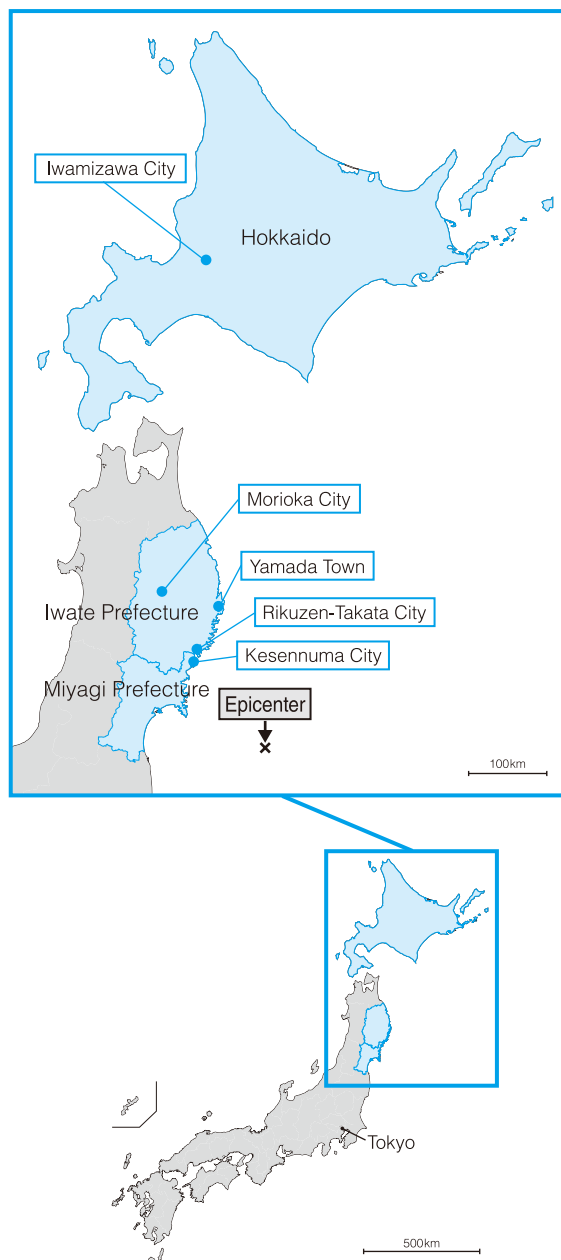 Iwamizawa City
Hokkaido
Morioka City
Yamada Town
Iwate Prefecture
Rikuzen-Takata City
Kesennuma City
Miyagi Prefecture
Epicenter
100km
Tokyo
500km